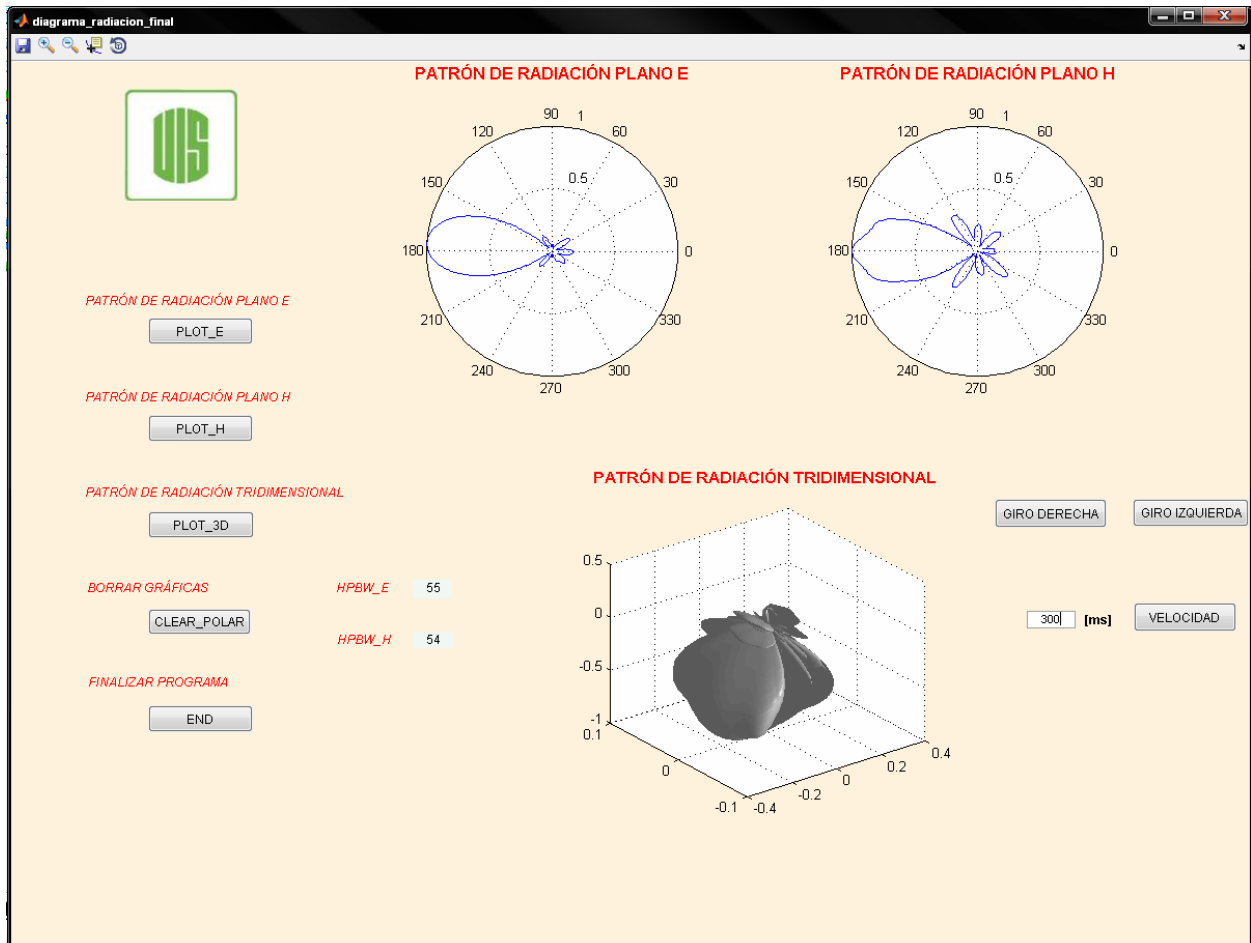 diagrama_radiacion_final
UIS
PATRÓN DE RADIACIÓN PLANO E
90 1
120 60
0.5
150 30
180 0
210 330
240 300
270
PATRÓN DE RADIACIÓN PLANO H
90 1
120 60
0.5
150 30
180 0
210 330
240 300
270
PATRÓN DE RADIACIÓN PLANO E
PLOT_E
PATRÓN DE RADIACIÓN PLANO H
PLOT_H
PATRÓN DE RADIACIÓN TRIDIMENSIONAL
PLOT_3D
BORRAR GRÁFICAS
CLEAR_POLAR
FINALIZAR PROGRAMA
END
HPBW_E 55
HPBW_H 54
PATRÓN DE RADIACIÓN TRIDIMENSIONAL
0.5
0
-0.5
-1
0.1
0
-0.1
-0.4
-0.2
0
0.2
0.4
GIRO DERECHA
GIRO IZQUIERDA
300 [ms]
VELOCIDAD